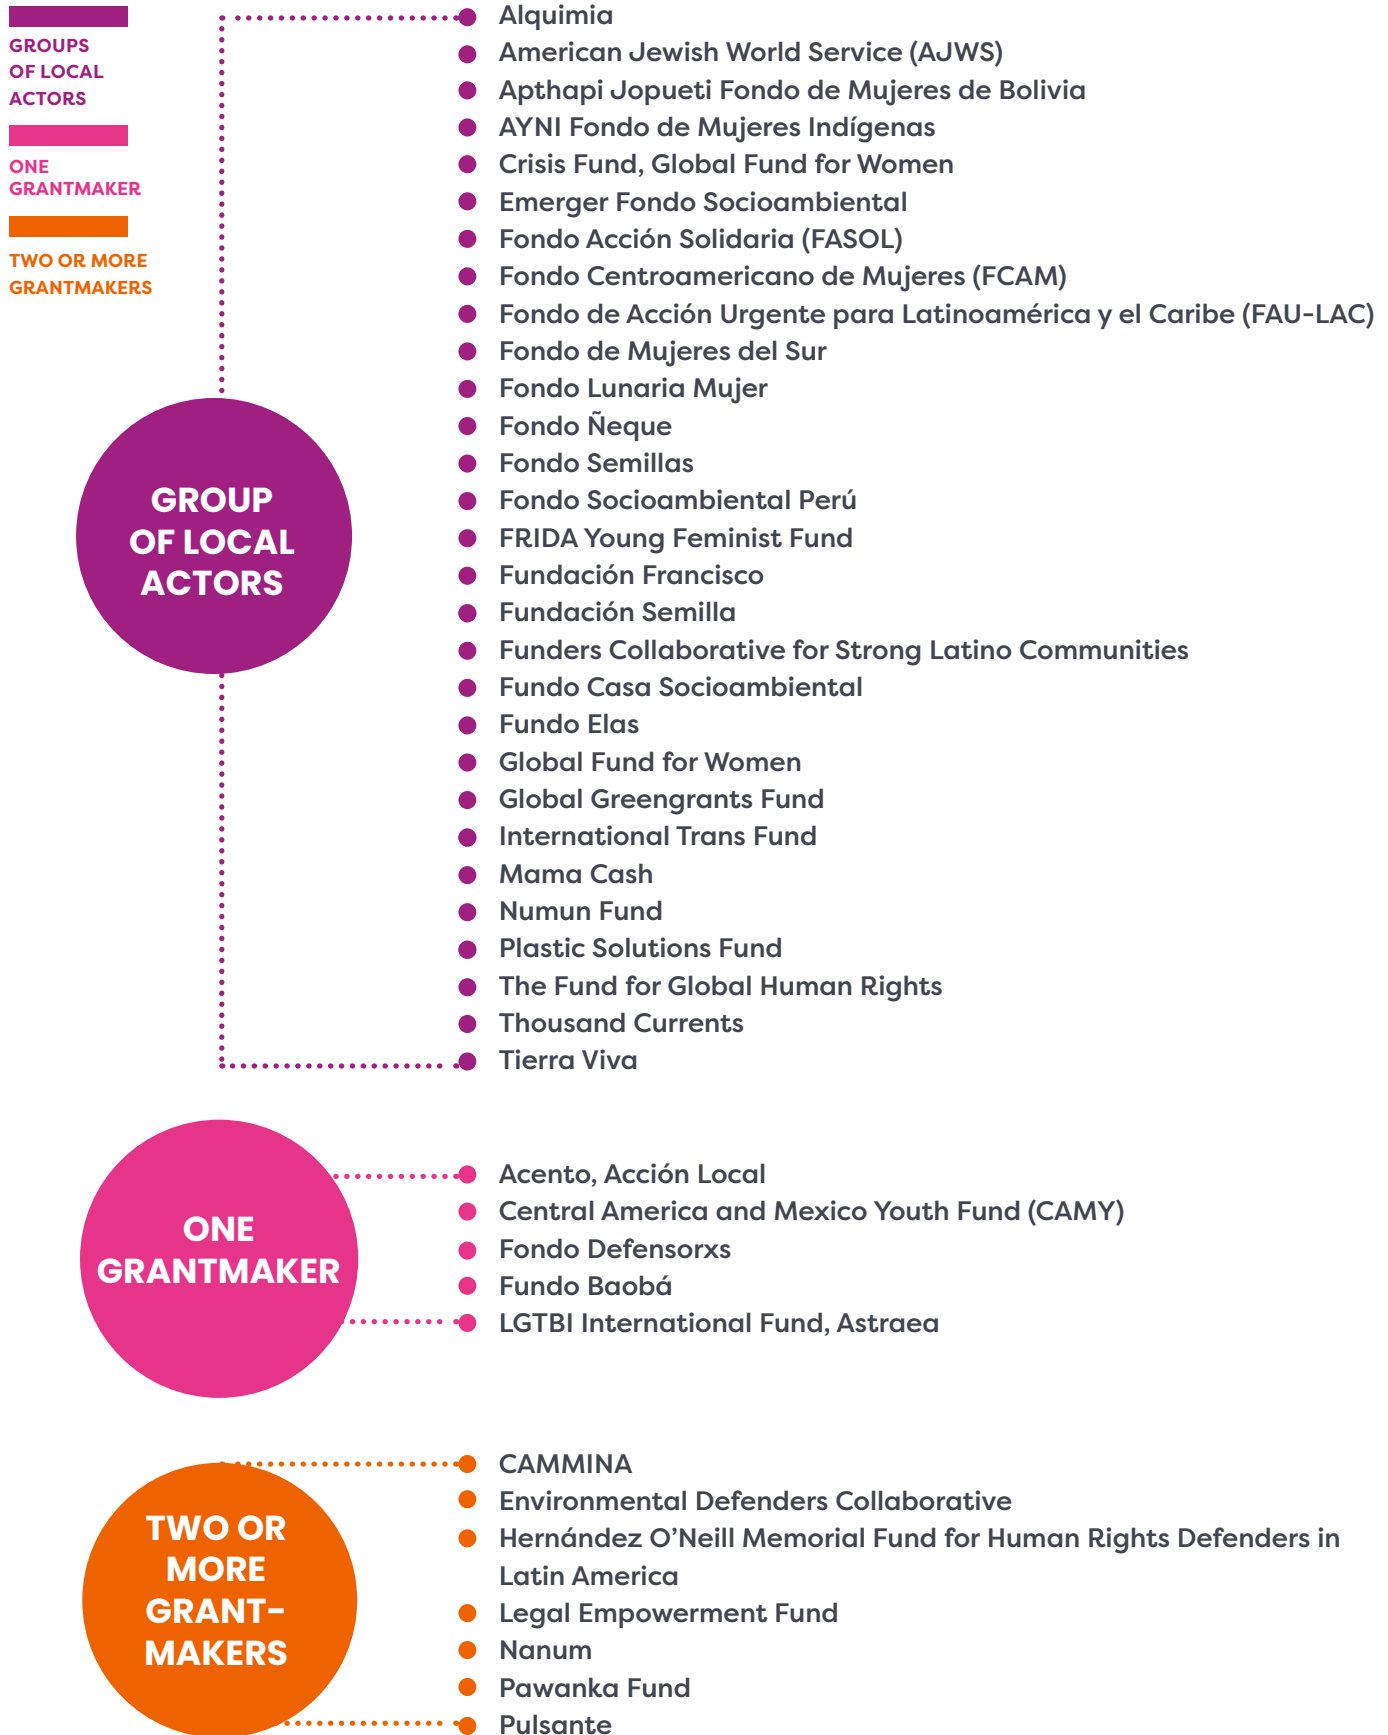 GROUPS
OF LOCAL
ACTORS
ONE
GRANTMAKER
TWO OR MORE
GRANTMAKERS
GROUP
OF LOCAL
ACTORS
Alquimia
American Jewish World Service (AJWS)
Apthapi Jopueti Fondo de Mujeres de Bolivia
AYNI Fondo de Mujeres Indígenas
Crisis Fund, Global Fund for Women
Emerger Fondo Socioambiental
Fondo Acción Solidaria (FASOL)
Fondo Centroamericano de Mujeres (FCAM)
Fondo de Acción Urgente para Latinoamérica y el Caribe (FAU-LAC)
Fondo de Mujeres del Sur
Fondo Lunaria Mujer
Fondo Ñeque
Fondo Semillas
Fondo Socioambiental Perú
FRIDA Young Feminist Fund
Fundación Francisco
Fundación Semilla
Funders Collaborative for Strong Latino Communities
Fundo Casa Socioambiental
Fundo Elas
Global Fund for Women
Global Greengrants Fund
International Trans Fund
Mama Cash
Numun Fund
Plastic Solutions Fund
The Fund for Global Human Rights
Thousand Currents
Tierra Viva
ONE
GRANTMAKER
Acento, Acción Local
Central America and Mexico Youth Fund (CAMY)
Fondo Defensorxs
Fundo Baobá
LGTBI International Fund, Astraea
TWO OR
MORE
GRANT-
MAKERS
CAMMINA
Environmental Defenders Collaborative
Hernández O’Neill Memorial Fund for Human Rights Defenders in
Latin America
Legal Empowerment Fund
Nanum
Pawanka Fund
Pulsante